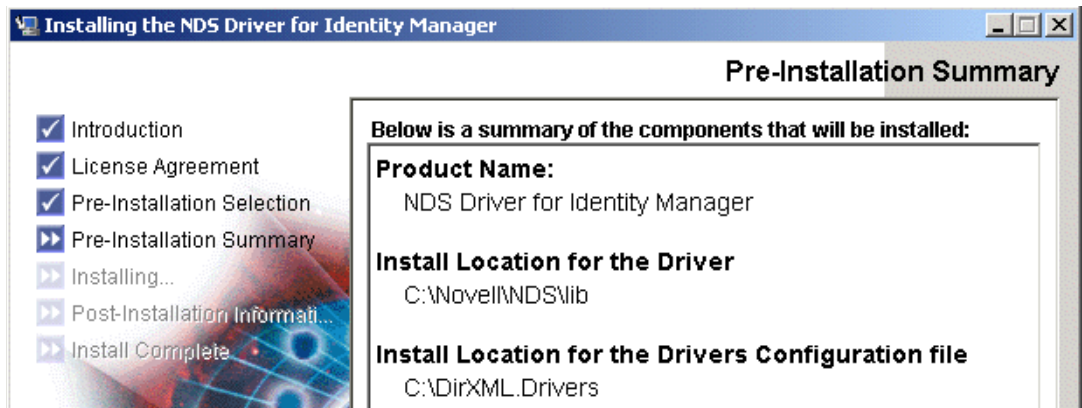 Installing the NDS Driver for Identity Manager
Pre-Installation Summary
Introduction
License Agreement
Pre-Installation Selection
Pre-Installation Summary
Installing...
Post-Installation Informati...
Install Complete
Below is a summary of the components that will be installed:
Product Name:
NDS Driver for Identity Manager
Install Location for the Driver
C:\Novell\NDS\lib
Install Location for the Drivers Configuration file
C:\DirXML.Drivers